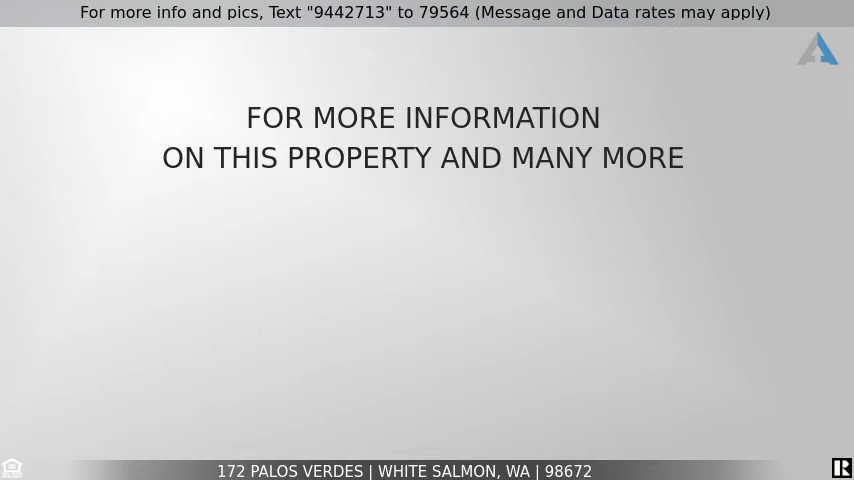 For more info and pics, Text "9442713" to 79564 (Message and Data rates may apply)
FOR MORE INFORMATION
ON THIS PROPERTY AND MANY MORE
172 PALOS VERDES | WHITE SALMON, WA | 98672